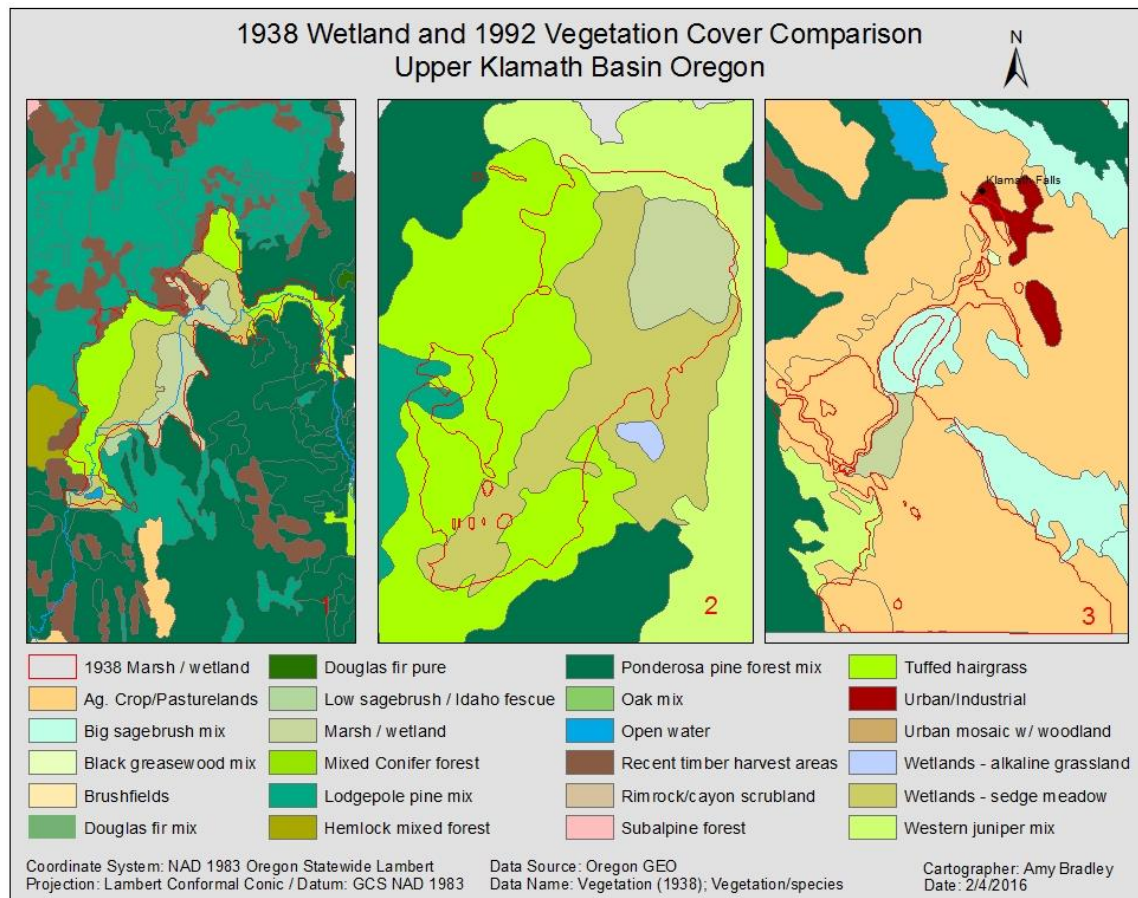 1938 Wetland and 1992 Vegetation Cover Comparison
Upper Klamath Basin Oregon
N
Klamath Falls
1
2
3
1938 Marsh / wetland
Ag. Crop/Pasturelands
Big sagebrush mix
Black greasewood mix
Brushfields
Douglas fir mix
Douglas fir pure
Low sagebrush / Idaho fescue
Marsh / wetland
Mixed Conifer forest
Lodgepole pine mix
Hemlock mixed forest
Ponderosa pine forest mix
Oak mix
Open water
Recent timber harvest areas
Rimrock/cayon scrubland
Subalpine forest
Tuffed hairgrass
Urban/Industrial
Urban mosaic w/ woodland
Wetlands - alkaline grassland
Wetlands - sedge meadow
Western juniper mix
Coordinate System: NAD 1983 Oregon Statewide Lambert
Projection: Lambert Conformal Conic / Datum: GCS NAD 1983
Data Source: Oregon GEO
Data Name: Vegetation (1938); Vegetation/species
Cartographer: Amy Bradley
Date: 2/4/2016